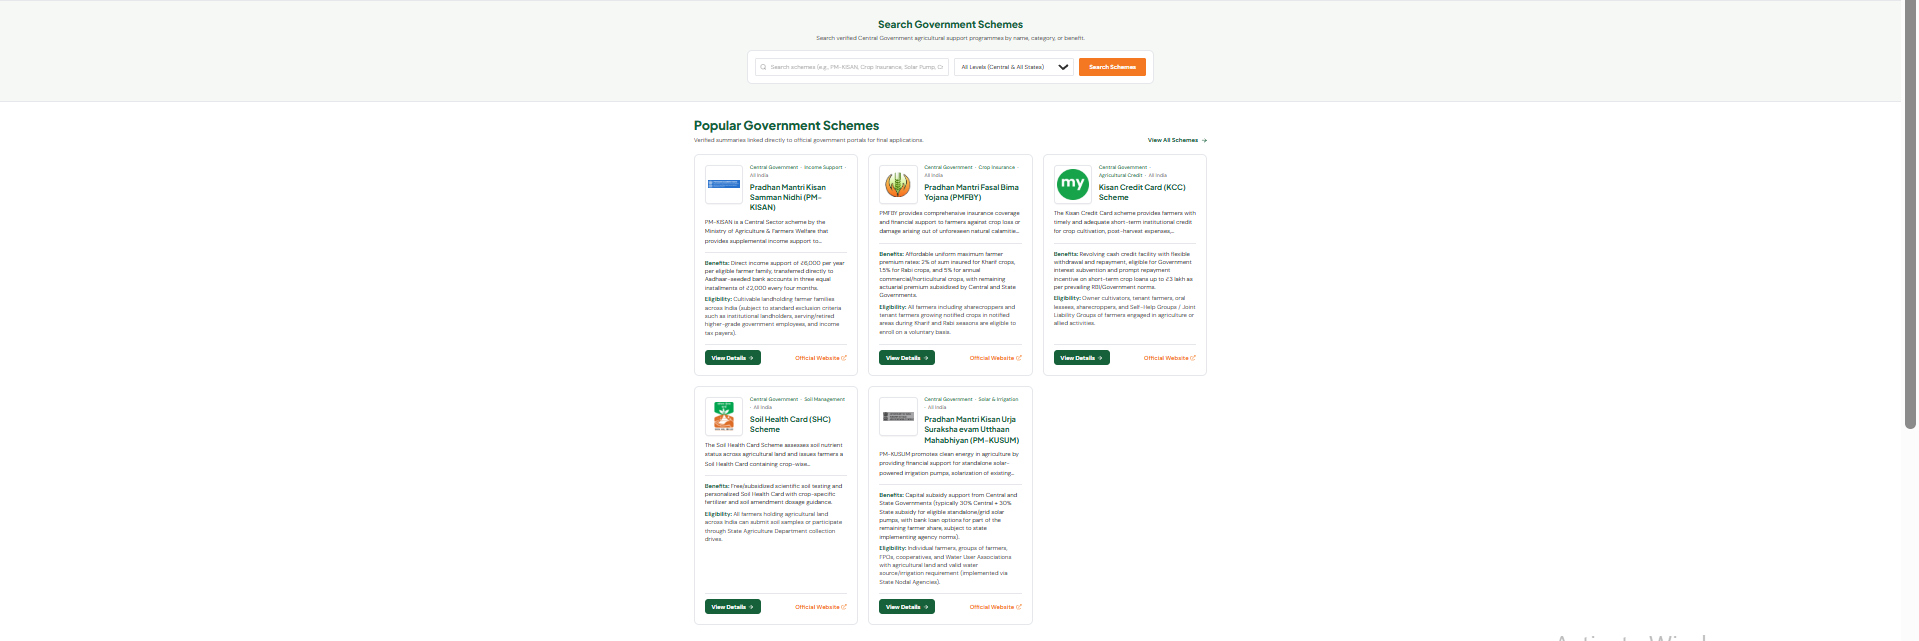 Search Government Schemes
Search verified Central Government agricultural support programmes by name, category, or benefit.
Search schemes (e.g., PM-KISAN, Crop Insurance, Solar Pump, Cr
All Levels (Central & All States)
Search Schemes
Popular Government Schemes
Verified summaries linked directly to official government portals for final applications.
View All Schemes →
Central Government · Income Support ·
All India
Pradhan Mantri Kisan
Samman Nidhi (PM-
KISAN)
PM-KISAN is a Central Sector scheme by the
Ministry of Agriculture & Farmers Welfare that
provides supplemental income support to...
Benefits: Direct income support of ₹6,000 per year
per eligible farmer family, transferred directly to
Aadhaar-seeded bank accounts in three equal
installments of ₹2,000 every four months.
Eligibility: Cultivable landholding farmer families
across India (subject to standard exclusion criteria
such as institutional landholders, serving/retired
higher-grade government employees, and income
tax payers).
View Details →
Official Website
Central Government · Crop Insurance ·
All India
Pradhan Mantri Fasal Bima
Yojana (PMFBY)
PMFBY provides comprehensive insurance coverage
and financial support to farmers against crop loss or
damage arising out of unforeseen natural calamitie...
Benefits: Affordable uniform maximum farmer
premium rates: 2% of sum insured for Kharif crops,
1.5% for Rabi crops, and 5% for annual
commercial/horticultural crops, with remaining
actuarial premium subsidized by Central and State
Governments.
Eligibility: All farmers including sharecroppers and
tenant farmers growing notified crops in notified
areas during Kharif and Rabi seasons are eligible to
enroll on a voluntary basis.
View Details →
Official Website
my
Central Government ·
Agricultural Credit · All India
Kisan Credit Card (KCC)
Scheme
The Kisan Credit Card scheme provides farmers with
timely and adequate short-term institutional credit
for crop cultivation, post-harvest expenses,...
Benefits: Revolving cash credit facility with flexible
withdrawal and repayment, eligible for Government
interest subvention and prompt repayment
incentive on short-term crop loans up to ₹3 lakh as
per prevailing RBI/Government norms.
Eligibility: Owner cultivators, tenant farmers, oral
lessees, sharecroppers, and Self-Help Groups / Joint
Liability Groups of farmers engaged in agriculture or
allied activities.
View Details →
Official Website
Central Government · Soil Management
· All India
Soil Health Card (SHC)
Scheme
The Soil Health Card Scheme assesses soil nutrient
status across agricultural land and issues farmers a
Soil Health Card containing crop-wise...
Benefits: Free/subsidized scientific soil testing and
personalised Soil Health Card with crop-specific
fertilizer and soil amendment dosage guidance.
Eligibility: All farmers holding agricultural land
across India can submit soil samples or participate
through State Agriculture Department collection
drives.
View Details →
Official Website
Central Government · Solar & Irrigation
· All India
Pradhan Mantri Kisan Urja
Suraksha evam Utthaan
Mahabhiyan (PM-KUSUM)
PM-KUSUM promotes clean energy in agriculture by
providing financial support for standalone solar-
powered irrigation pumps, solarization of existing...
Benefits: Capital subsidy support from Central and
State Governments (typically 30% Central + 30%
State subsidy for eligible standalone/grid solar
pumps, with bank loan options for part of the
remaining farmer share, subject to state
implementing agency norms).
Eligibility: Individual farmers, groups of farmers,
FPOs, cooperatives, and Water User Associations
with agricultural land and valid water
source/irrigation requirement (implemented via
State Nodal Agencies).
View Details →
Official Website